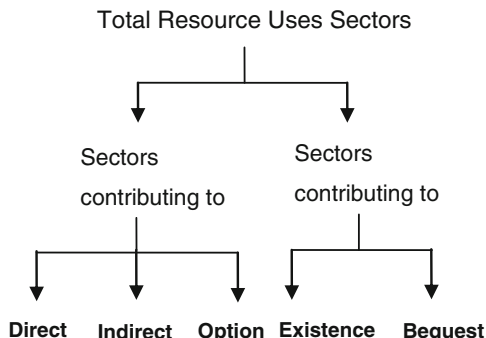 Total Resource Uses Sectors
Sectors
contributing to
Sectors
contributing to
Direct Indirect Option Existence Bequest